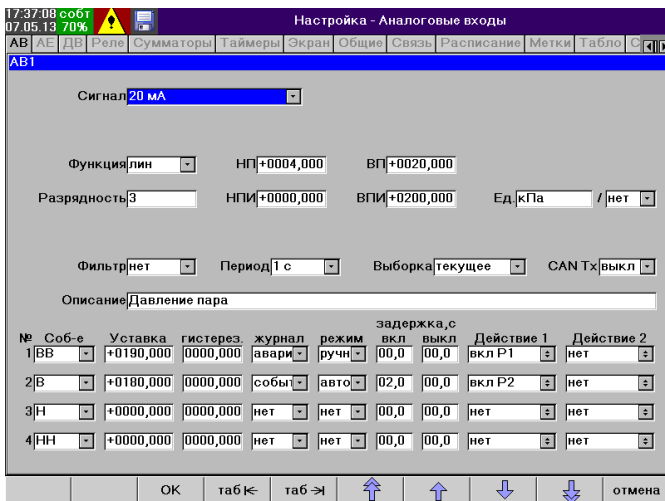 17:37:08 собт
07.05.13 70%
Настройка - Аналоговые входы
АВ АЕ ДВ Реле Сумматоры Таймеры Экран Общие Связь Расписание Метки Табло С
АВ1
Сигнал 20 мА
Функция лин НП +0004,000 ВП +0020,000
Разрядность 3 НПИ +0000,000 ВПИ +0200,000 Ед. кПа / нет
Фильтр нет Период 1 с Выборка текущее CAN Tx выкл
Описание Давление пара
задержка,с
№ Соб-е Уставка гистерез. журнал режим вкл выкл Действие 1 Действие 2
1 ВВ +0190,000 0000,000 авари ручн 00,0 00,0 вкл Р1 нет
2 В +0180,000 0000,000 событ авто 02,0 00,0 вкл Р2 нет
3 Н +0000,000 0000,000 нет нет 00,0 00,0 нет нет
4 НН +0000,000 0000,000 нет нет 00,0 00,0 нет нет
OK таб таб отмена